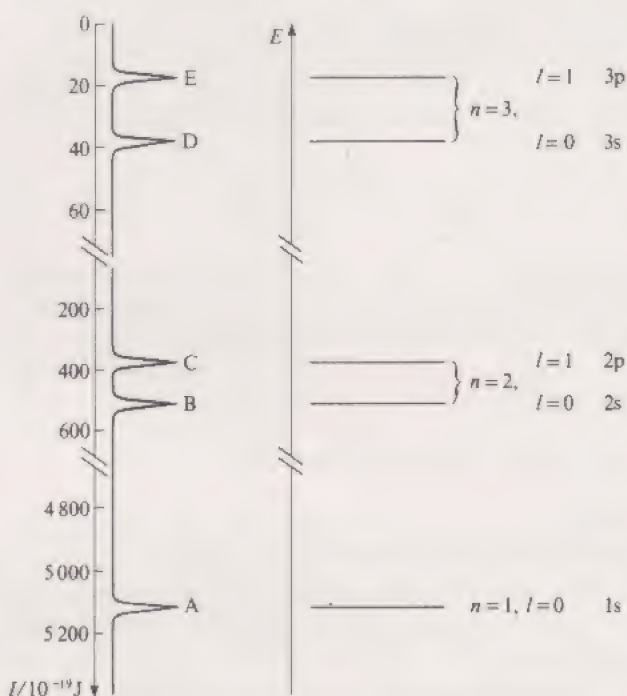 0
E
E
l = 1 3p
20
n = 3,
D
l = 0 3s
40
60
200
C
l = 1 2p
400
n = 2,
B
l = 0 2s
600
4 800
5 000
A
n = 1, l = 0 1s
5 200
I/10⁻¹⁹J